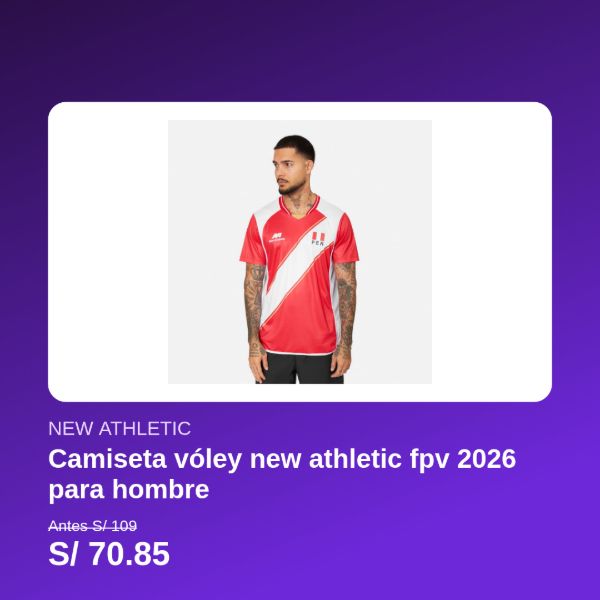 PER
NEW ATHLETIC
Camiseta vóley new athletic fpv 2026
para hombre
Antes S/ 109
S/ 70.85